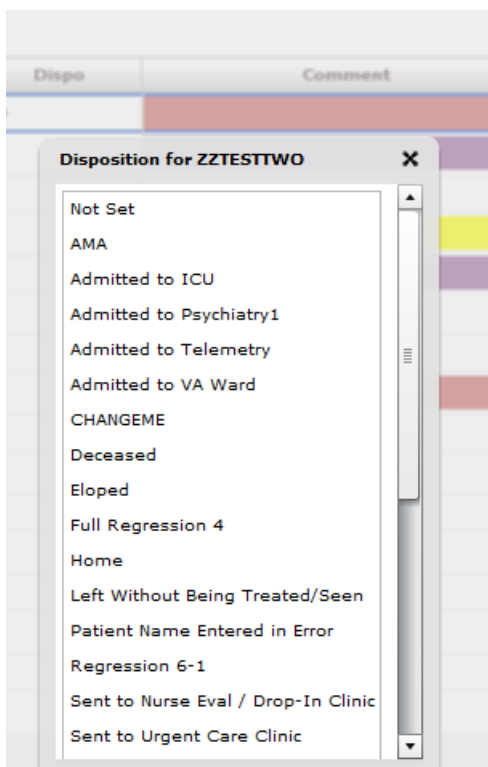 Dispo
Comment
Disposition for ZZTESTTWO
Not Set
AMA
Admitted to ICU
Admitted to Psychiatry1
Admitted to Telemetry
Admitted to VA Ward
CHANGEME
Deceased
Eloped
Full Regression 4
Home
Left Without Being Treated/Seen
Patient Name Entered in Error
Regression 6-1
Sent to Nurse Eval / Drop-In Clinic
Sent to Urgent Care Clinic